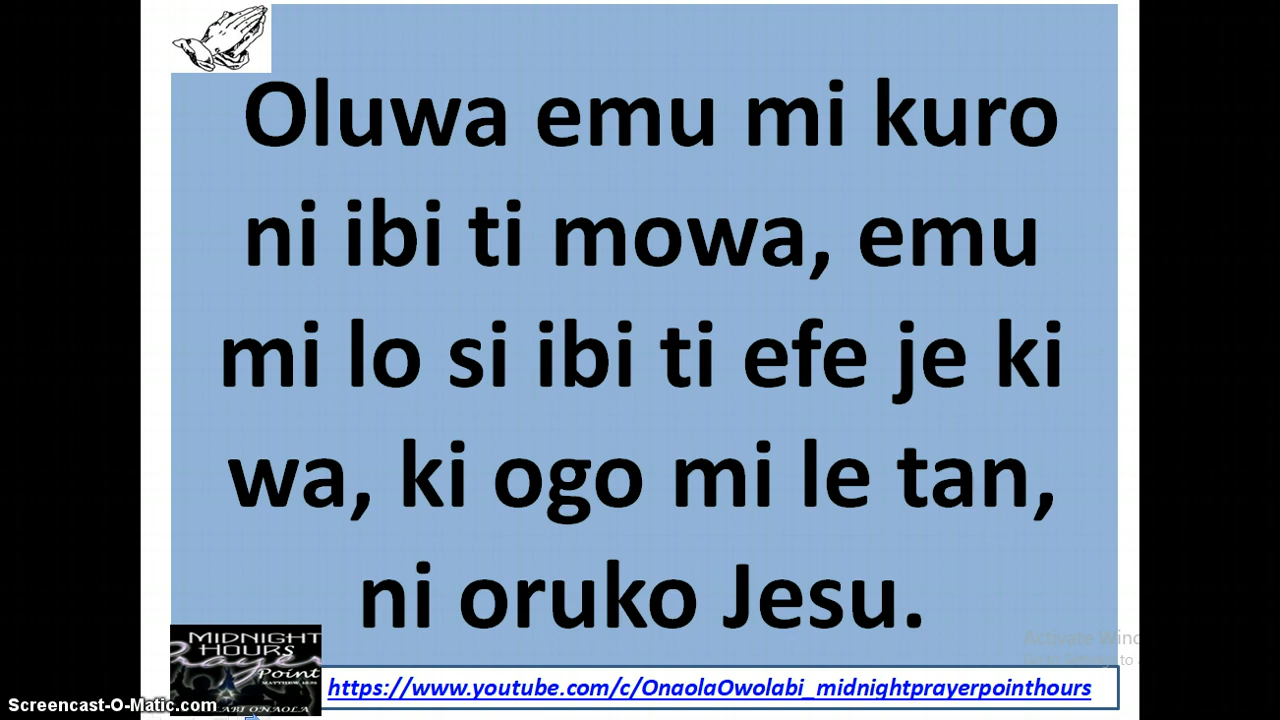 Oluwa emu mi kuro
ni ibi ti mowa, emu
mi lo si ibi ti efe je ki
wa, ki ogo mi le tan,
ni oruko Jesu.
MIDNIGHT
HOURS
Prayer
Point
https://www.youtube.com/c/OnaolaOwolabi_midnightprayerpointhours
Screencast-O-Matic.com